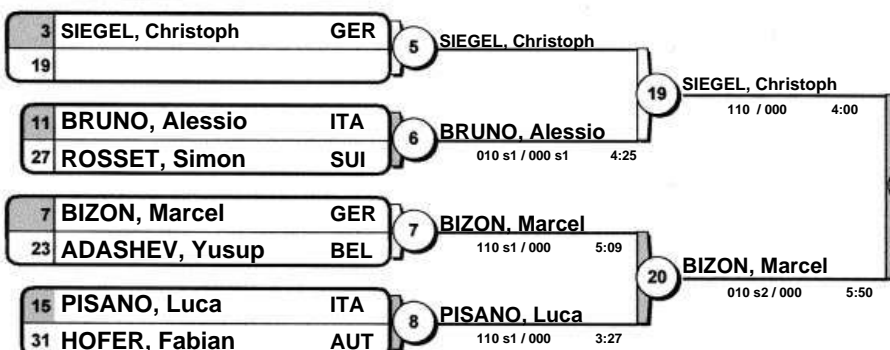 3 SIEGEL, Christoph GER
19
5
SIEGEL, Christoph
11 BRUNO, Alessio ITA
27 ROSSET, Simon SUI
6
BRUNO, Alessio
010 s1 / 000 s1 4:25
19
SIEGEL, Christoph
110 / 000 4:00
7 BIZON, Marcel GER
23 ADASHEV, Yusup BEL
7
BIZON, Marcel
110 s1 / 000 5:09
15 PISANO, Luca ITA
31 HOFER, Fabian AUT
8
PISANO, Luca
110 s1 / 000 3:27
20
BIZON, Marcel
010 s2 / 000 5:50